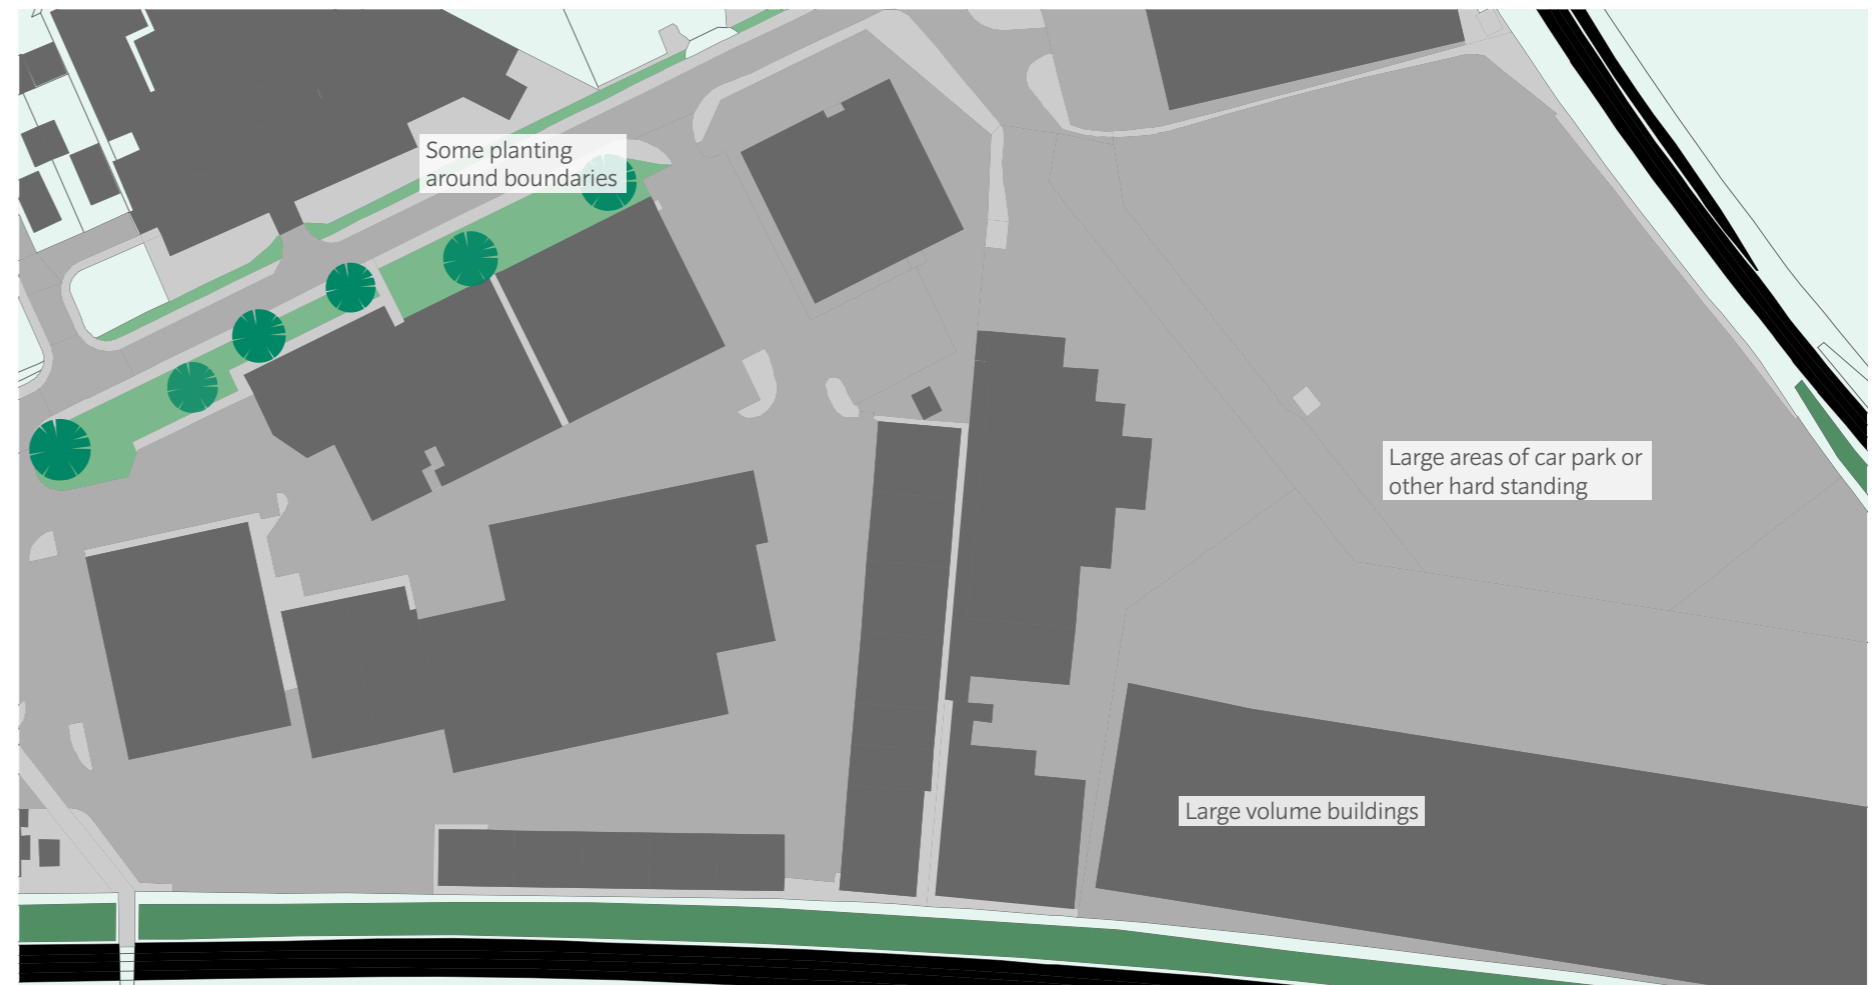 Some planting
around boundaries
Large areas of car park or
other hard standing
Large volume buildings